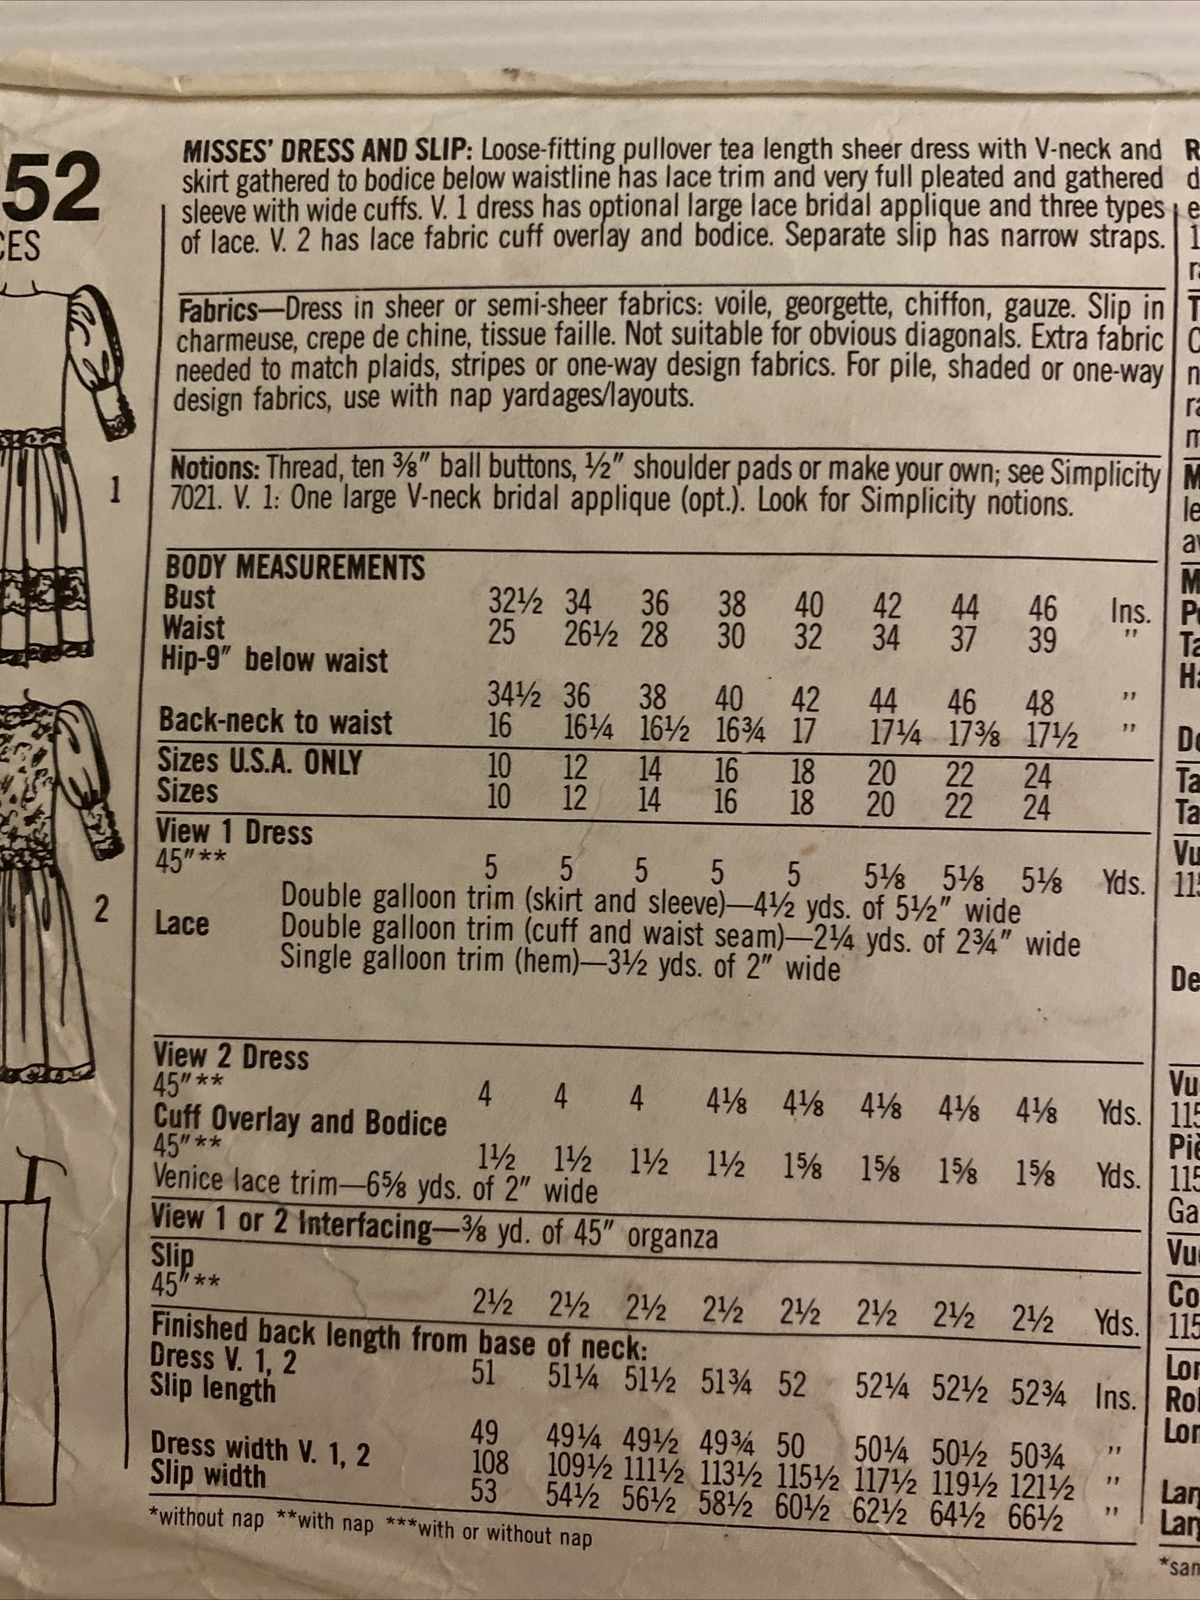 52
CES
1
2
MISSES' DRESS AND SLIP: Loose-fitting pullover tea length sheer dress with V-neck and
skirt gathered to bodice below waistline has lace trim and very full pleated and gathered
sleeve with wide cuffs. V. 1 dress has optional large lace bridal applique and three types
of lace. V. 2 has lace fabric cuff overlay and bodice. Separate slip has narrow straps.
Fabrics—Dress in sheer or semi-sheer fabrics: voile, georgette, chiffon, gauze. Slip in
charmeuse, crepe de chine, tissue faille. Not suitable for obvious diagonals. Extra fabric
needed to match plaids, stripes or one-way design fabrics. For pile, shaded or one-way
design fabrics, use with nap yardages/layouts.
Notions: Thread, ten ⅜" ball buttons, ½" shoulder pads or make your own; see Simplicity
7021. V. 1: One large V-neck bridal applique (opt.). Look for Simplicity notions.
BODY MEASUREMENTS
Bust 32½ 34 36 38 40 42 44 46 Ins.
Waist 25 26½ 28 30 32 34 37 39 "
Hip-9" below waist
34½ 36 38 40 42 44 46 48 "
Back-neck to waist 16 16¼ 16½ 16¾ 17 17¼ 17⅜ 17½ "
Sizes U.S.A. ONLY 10 12 14 16 18 20 22 24
Sizes 10 12 14 16 18 20 22 24
View 1 Dress
45"** 5 5 5 5 5 5⅛ 5⅛ 5⅛ Yds.
Double galloon trim (skirt and sleeve)—4½ yds. of 5½" wide
Lace Double galloon trim (cuff and waist seam)—2¼ yds. of 2¾" wide
Single galloon trim (hem)—3½ yds. of 2" wide
View 2 Dress
45"** 4 4 4 4⅛ 4⅛ 4⅛ 4⅛ 4⅛ Yds.
Cuff Overlay and Bodice
45"** 1½ 1½ 1½ 1½ 1⅝ 1⅝ 1⅝ 1⅝ Yds.
Venice lace trim—6⅝ yds. of 2" wide
View 1 or 2 Interfacing—⅜ yd. of 45" organza
Slip
45"** 2½ 2½ 2½ 2½ 2½ 2½ 2½ 2½ Yds.
Finished back length from base of neck:
Dress V. 1, 2 51 51¼ 51½ 51¾ 52 52¼ 52½ 52¾ Ins.
Slip length
49 49¼ 49½ 49¾ 50 50¼ 50½ 50¾ "
Dress width V. 1, 2 108 109½ 111½ 113½ 115½ 117½ 119½ 121½ "
Slip width 53 54½ 56½ 58½ 60½ 62½ 64½ 66½ "
*without nap **with nap ***with or without nap